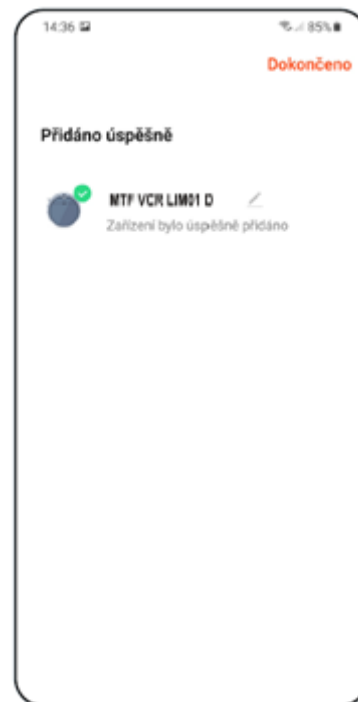 14:36 85%
Dokončeno
Přidáno úspěšně
MTF VCR LIM01 D
Zařízení bylo úspěšně přidáno